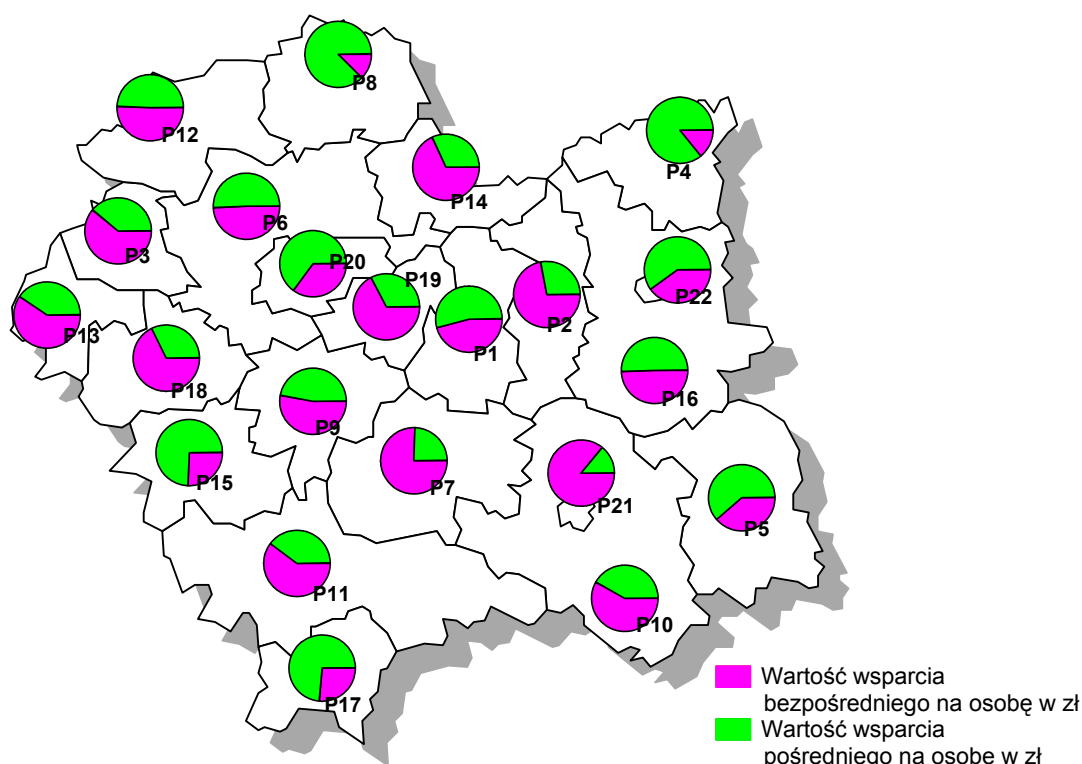 P8
P12
P4
P14
P6
P3
P20
P19
P22
P2
P13
P1
P18
P16
P9
P15
P7
P21
P5
P11
P10
P17
Wartość wsparcia
bezpośredniego na osobę w zł
Wartość wsparcia
pośredniego na osobę w zł